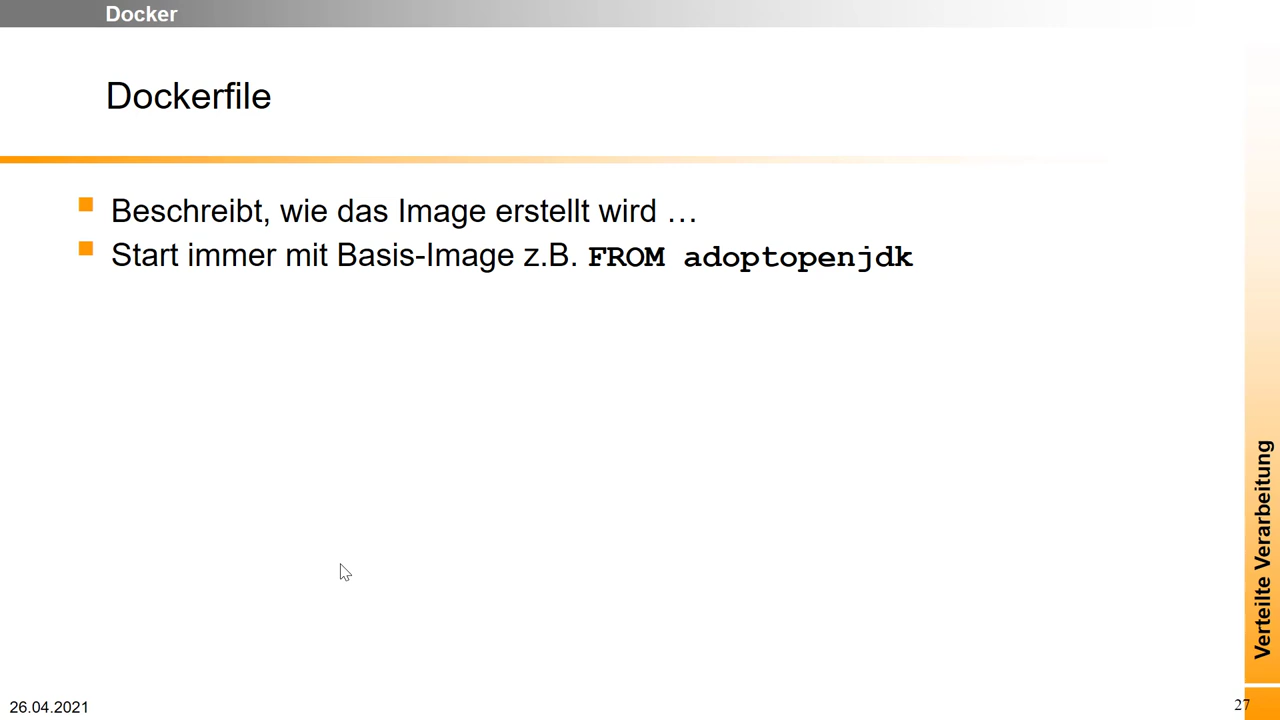 Docker
Dockerfile
Beschreibt, wie das Image erstellt wird …
Start immer mit Basis-Image z.B. FROM adoptopenjdk
Verteilte Verarbeitung
26.04.2021
27